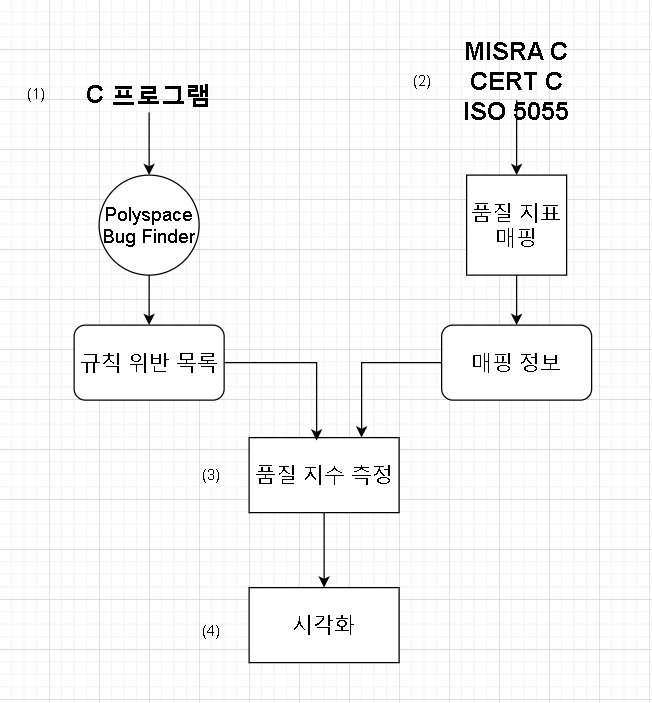 (1)
C 프로그램
(2)
MISRA C
CERT C
ISO 5055
Polyspace
Bug Finder
품질 지표
매핑
규칙 위반 목록
매핑 정보
(3)
품질 지수 측정
(4)
시각화